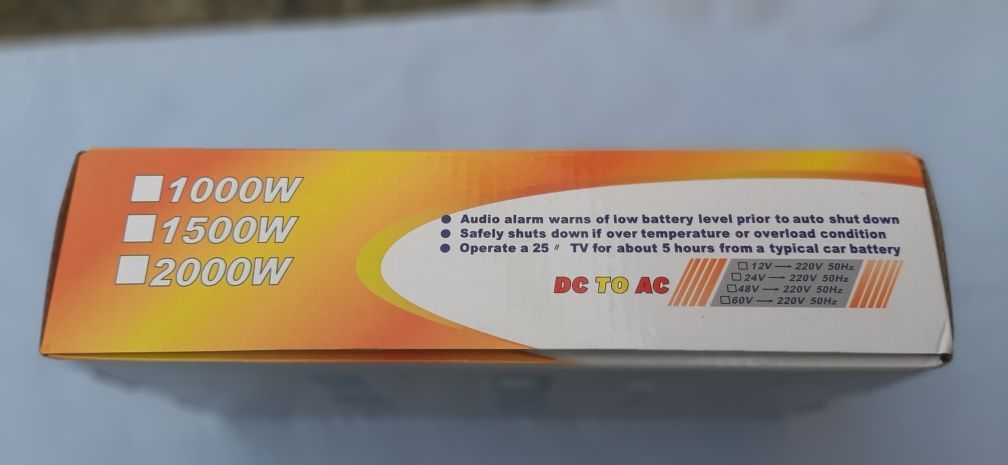 1000W
1500W
2000W
Audio alarm warns of low battery level prior to auto shut down
Safely shuts down if over temperature or overload condition
Operate a 25 〃 TV for about 5 hours from a typical car battery
DC TO AC
12V → 220V 50Hz
24V → 220V 50Hz
48V → 220V 50Hz
60V → 220V 50Hz